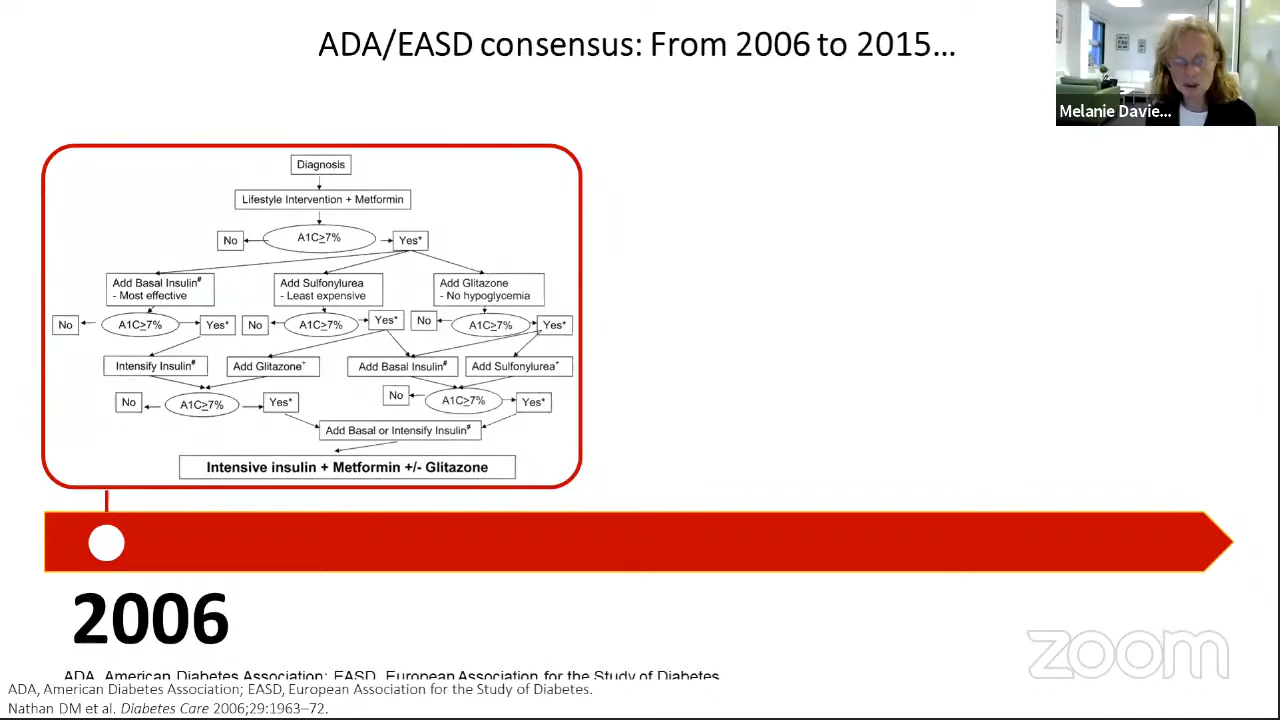 ADA/EASD consensus: From 2006 to 2015…
Melanie Davie...
Diagnosis
Lifestyle Intervention + Metformin
No
A1C≥7%
Yes*
Add Basal Insulin#
- Most effective
Add Sulfonylurea
- Least expensive
Add Glitazone
- No hypoglycemia
No
A1C≥7%
Yes*
No
A1C≥7%
Yes*
No
A1C≥7%
Yes*
Intensify Insulin#
Add Glitazone+
Add Basal Insulin#
Add Sulfonylurea+
No
A1C≥7%
Yes*
No
A1C≥7%
Yes*
Add Basal or Intensify Insulin#
Intensive insulin + Metformin +/- Glitazone
2006
zoom
ADA, American Diabetes Association; EASD, European Association for the Study of Diabetes
ADA, American Diabetes Association; EASD, European Association for the Study of Diabetes.
Nathan DM et al. Diabetes Care 2006;29:1963–72.